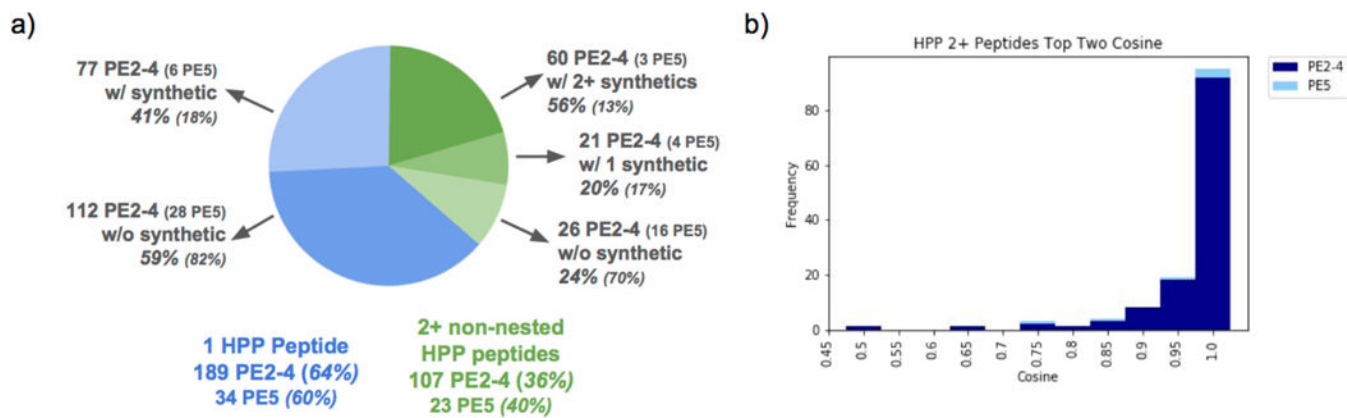 a)
77 PE2-4 (6 PE5)
w/ synthetic
41% (18%)
112 PE2-4 (28 PE5)
w/o synthetic
59% (82%)
60 PE2-4 (3 PE5)
w/ 2+ synthetics
56% (13%)
21 PE2-4 (4 PE5)
w/ 1 synthetic
20% (17%)
26 PE2-4 (16 PE5)
w/o synthetic
24% (70%)
1 HPP Peptide
189 PE2-4 (64%)
34 PE5 (60%)
2+ non-nested
HPP peptides
107 PE2-4 (36%)
23 PE5 (40%)
b)
HPP 2+ Peptides Top Two Cosine
PE2-4
PE5
Frequency
80
60
40
20
0
0.45
0.5
0.55
0.6
0.65
0.7
0.75
0.8
0.85
0.9
0.95
1.0
Cosine